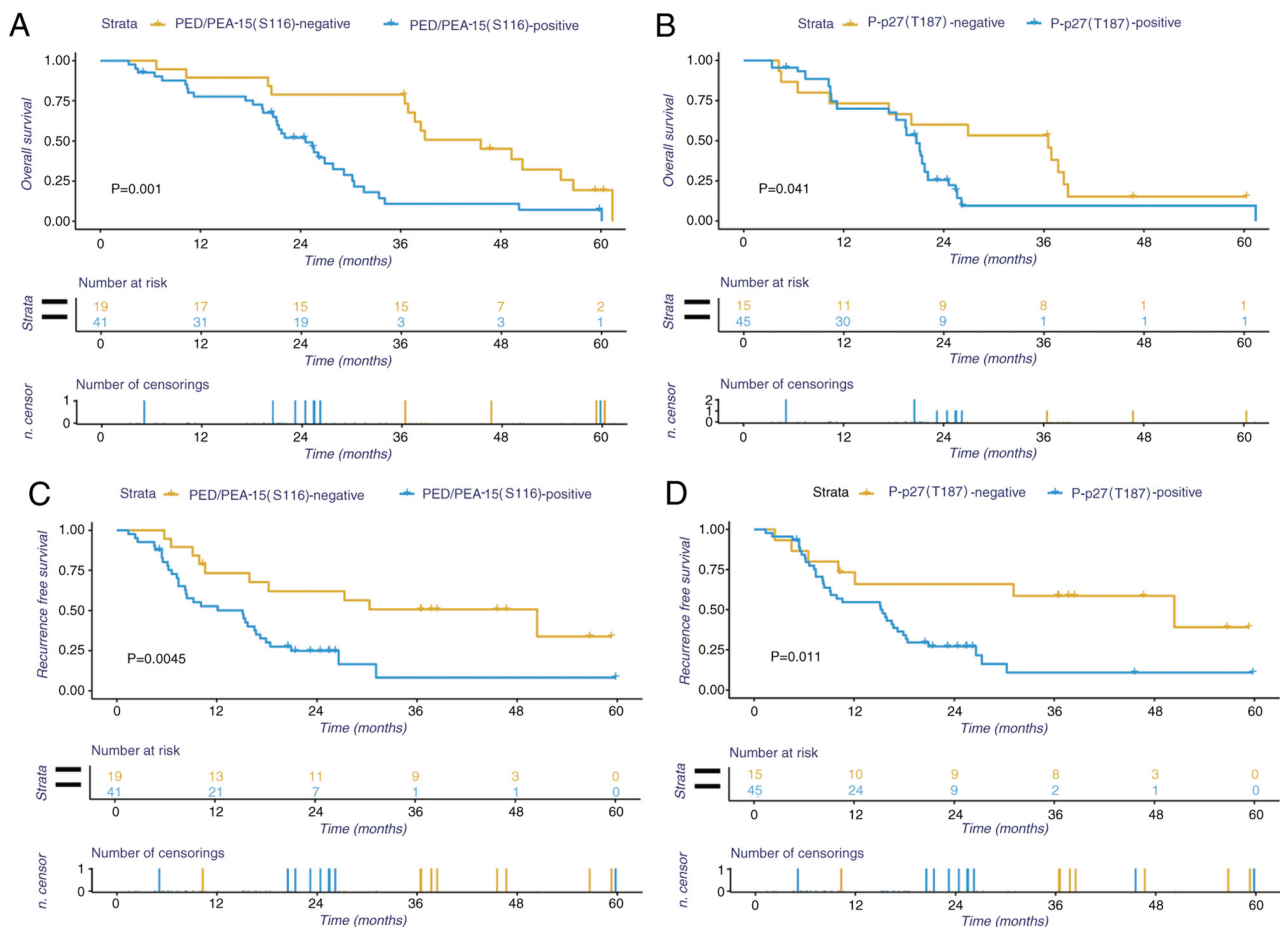 A
Strata PED/PEA-15(S116)-negative PED/PEA-15(S116)-positive
Overall survival
1.00
0.75
0.50
0.25
0.00
P=0.001
0 12 24 36 48 60
Time (months)
Number at risk
Strata
19 17 15 15 7 2
41 31 19 3 3 1
0 12 24 36 48 60
Time (months)
Number of censorings
n. censor
1
0
0 12 24 36 48 60
Time (months)
B
Strata P-p27(T187)-negative P-p27(T187)-positive
Overall survival
1.00
0.75
0.50
0.25
0.00
P=0.041
0 12 24 36 48 60
Time (months)
Number at risk
Strata
15 11 9 8 1 1
45 30 9 1 1 1
0 12 24 36 48 60
Time (months)
Number of censorings
n. censor
2
1
0
0 12 24 36 48 60
Time (months)
C
Strata PED/PEA-15(S116)-negative PED/PEA-15(S116)-positive
Recurrence free survival
1.00
0.75
0.50
0.25
0.00
P=0.0045
0 12 24 36 48 60
Time (months)
Number at risk
Strata
19 13 11 9 3 0
41 21 7 1 1 0
0 12 24 36 48 60
Time (months)
Number of censorings
n. censor
1
0
0 12 24 36 48 60
Time (months)
D
Strata P-p27(T187)-negative P-p27(T187)-positive
Recurrence free survival
1.00
0.75
0.50
0.25
0.00
P=0.011
0 12 24 36 48 60
Time (months)
Number at risk
Strata
15 10 9 8 3 0
45 24 9 2 1 0
0 12 24 36 48 60
Time (months)
Number of censorings
n. censor
1
0
0 12 24 36 48 60
Time (months)